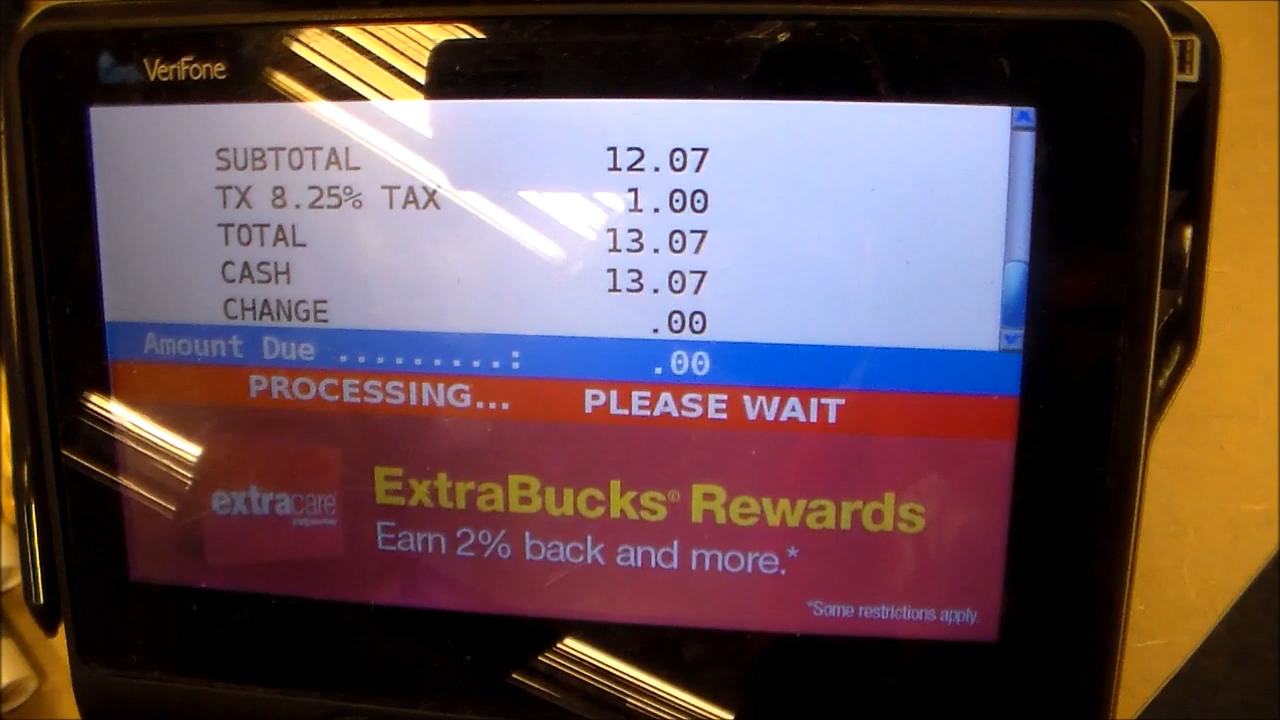 VeriFone
SUBTOTAL 12.07
TX 8.25% TAX 1.00
TOTAL 13.07
CASH 13.07
CHANGE .00
Amount Due .........: .00
PROCESSING... PLEASE WAIT
extracare
ExtraBucks® Rewards
Earn 2% back and more.*
*Some restrictions apply.